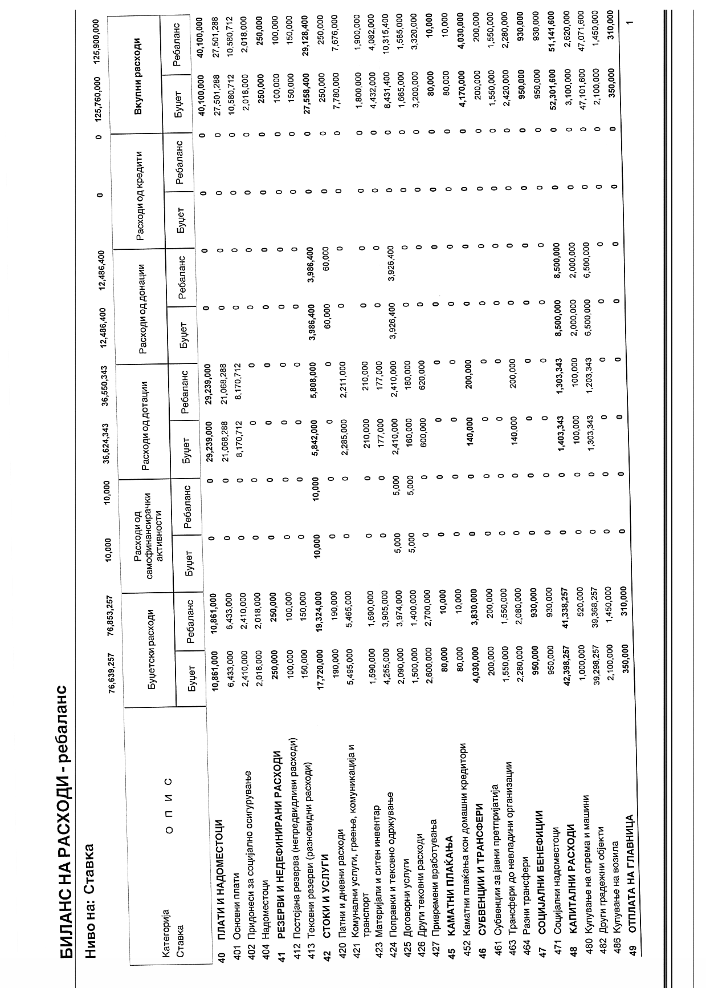 БИЛАНС НА РАСХОДИ - ребаланс
Ниво на: Ставка
76,639,257 76,853,257 10,000 10,000 36,624,343 36,550,343 12,486,400 12,486,400 0 0 125,760,000 125,900,000
Категорија Ставка О П И С Буџетски расходи Расходи од самофинансирачки активности Расходи од дотации Расходи од донации Расходи од кредити Вкупни расходи
Буџет Ребаланс Буџет Ребаланс Буџет Ребаланс Буџет Ребаланс Буџет Ребаланс Буџет Ребаланс
40 ПЛАТИ И НАДОМЕСТОЦИ 10,861,000 10,861,000 0 0 29,239,000 29,239,000 0 0 0 0 40,100,000 40,100,000
401 Основни плати 6,433,000 6,433,000 0 0 21,068,288 21,068,288 0 0 0 0 27,501,288 27,501,288
402 Придонеси за социјално осигурување 2,410,000 2,410,000 0 0 8,170,712 8,170,712 0 0 0 0 10,580,712 10,580,712
404 Надоместоци 2,018,000 2,018,000 0 0 0 0 0 0 0 0 2,018,000 2,018,000
41 РЕЗЕРВИ И НЕДЕФИНИРАНИ РАСХОДИ 250,000 250,000 0 0 0 0 0 0 0 0 250,000 250,000
412 Постојана резерва (непредвидливи расходи) 100,000 100,000 0 0 0 0 0 0 0 0 100,000 100,000
413 Тековни резерви (разновидни расходи) 150,000 150,000 0 0 0 0 0 0 0 0 150,000 150,000
42 СТОКИ И УСЛУГИ 17,720,000 19,324,000 10,000 10,000 5,842,000 5,808,000 3,986,400 3,986,400 0 0 27,558,400 29,128,400
420 Патни и дневни расходи 190,000 190,000 0 0 0 0 60,000 60,000 0 0 250,000 250,000
421 Комунални услуги, греење, комуникација и транспорт 5,495,000 5,465,000 0 0 2,285,000 2,211,000 0 0 0 0 7,780,000 7,676,000
423 Материјали и ситен инвентар 1,590,000 1,690,000 0 0 210,000 210,000 0 0 0 0 1,800,000 1,900,000
424 Поправки и тековно одржување 4,255,000 3,905,000 0 0 177,000 177,000 0 0 0 0 4,432,000 4,082,000
425 Договорни услуги 2,090,000 3,974,000 5,000 5,000 2,410,000 2,410,000 3,926,400 3,926,400 0 0 8,431,400 10,315,400
426 Други тековни расходи 1,500,000 1,400,000 5,000 5,000 160,000 180,000 0 0 0 0 1,665,000 1,585,000
427 Привремени вработувања 2,600,000 2,700,000 0 0 600,000 620,000 0 0 0 0 3,200,000 3,320,000
45 КАМАТНИ ПЛАЌАЊА 80,000 10,000 0 0 0 0 0 0 0 0 80,000 10,000
452 Каматни плаќања кон домашни кредитори 80,000 10,000 0 0 0 0 0 0 0 0 80,000 10,000
46 СУБВЕНЦИИ И ТРАНСФЕРИ 4,030,000 3,830,000 0 0 140,000 200,000 0 0 0 0 4,170,000 4,030,000
461 Субвенции за јавни претпријатија 200,000 200,000 0 0 0 0 0 0 0 0 200,000 200,000
463 Трансфери до невладини организации 1,550,000 1,550,000 0 0 0 0 0 0 0 0 1,550,000 1,550,000
464 Разни трансфери 2,280,000 2,080,000 0 0 140,000 200,000 0 0 0 0 2,420,000 2,280,000
47 СОЦИЈАЛНИ БЕНЕФИЦИИ 950,000 930,000 0 0 0 0 0 0 0 0 950,000 930,000
471 Социјални надоместоци 950,000 930,000 0 0 0 0 0 0 0 0 950,000 930,000
48 КАПИТАЛНИ РАСХОДИ 42,398,257 41,338,257 0 0 1,403,343 1,303,343 8,500,000 8,500,000 0 0 52,301,600 51,141,600
480 Купување на опрема и машини 1,000,000 520,000 0 0 100,000 100,000 2,000,000 2,000,000 0 0 3,100,000 2,620,000
482 Други градежни објекти 39,298,257 39,368,257 0 0 1,303,343 1,203,343 6,500,000 6,500,000 0 0 47,101,600 47,071,600
486 Купување на возила 2,100,000 1,450,000 0 0 0 0 0 0 0 0 2,100,000 1,450,000
49 ОТПЛАТА НА ГЛАВНИЦА 350,000 310,000 0 0 0 0 0 0 0 0 350,000 310,000
1